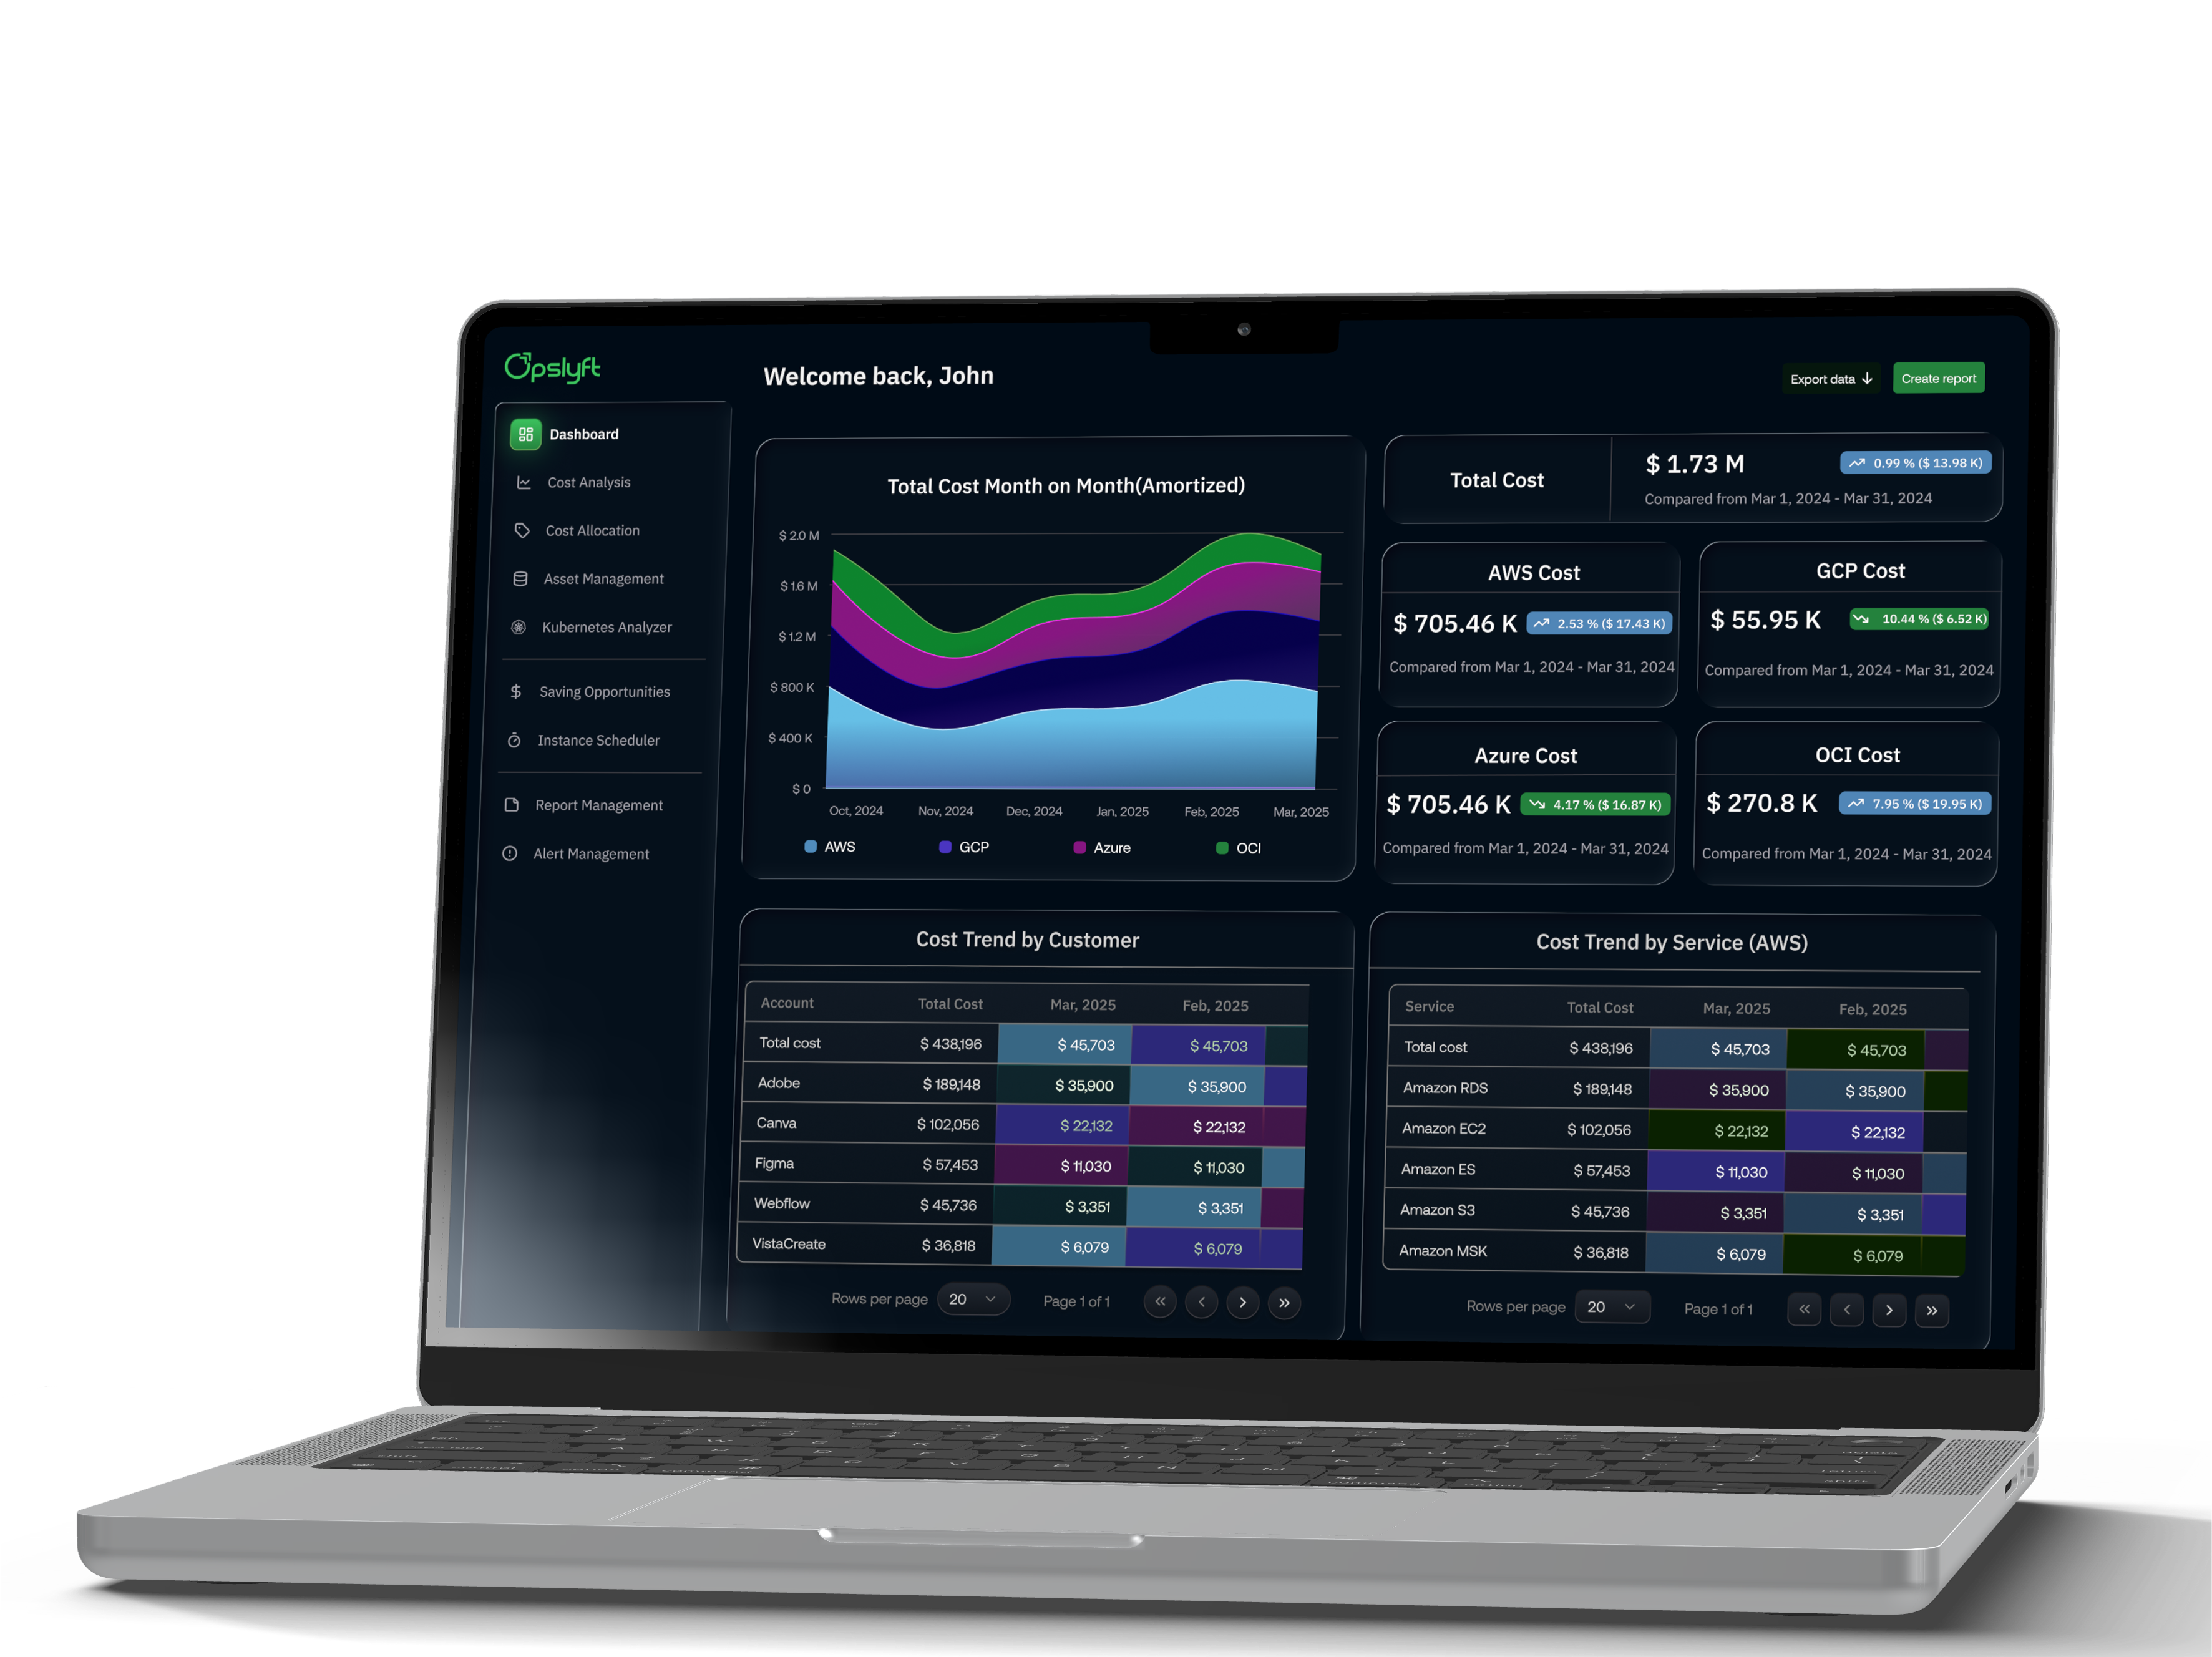 Opslyft
Welcome back, John
Export data
Create report
Dashboard
Cost Analysis
Cost Allocation
Asset Management
Kubernetes Analyzer
Saving Opportunities
Instance Scheduler
Report Management
Alert Management
Total Cost Month on Month(Amortized)
$ 2.0 M
$ 1.6 M
$ 1.2 M
$ 800 K
$ 400 K
$ 0
Oct, 2024 Nov, 2024 Dec, 2024 Jan, 2025 Feb, 2025 Mar, 2025
AWS GCP Azure OCI
Total Cost
$ 1.73 M 0.99 % ($ 13.98 K)
Compared from Mar 1, 2024 - Mar 31, 2024
AWS Cost
$ 705.46 K 2.53 % ($ 17.43 K)
Compared from Mar 1, 2024 - Mar 31, 2024
GCP Cost
$ 55.95 K 10.44 % ($ 6.52 K)
Compared from Mar 1, 2024 - Mar 31, 2024
Azure Cost
$ 705.46 K 4.17 % ($ 16.87 K)
Compared from Mar 1, 2024 - Mar 31, 2024
OCI Cost
$ 270.8 K 7.95 % ($ 19.95 K)
Compared from Mar 1, 2024 - Mar 31, 2024
Cost Trend by Customer
Account Total Cost Mar, 2025 Feb, 2025
Total cost $ 438,196 $ 45,703 $ 45,703
Adobe $ 189,148 $ 35,900 $ 35,900
Canva $ 102,056 $ 22,132 $ 22,132
Figma $ 57,453 $ 11,030 $ 11,030
Webflow $ 45,736 $ 3,351 $ 3,351
VistaCreate $ 36,818 $ 6,079 $ 6,079
Rows per page 20 Page 1 of 1
Cost Trend by Service (AWS)
Service Total Cost Mar, 2025 Feb, 2025
Total cost $ 438,196 $ 45,703 $ 45,703
Amazon RDS $ 189,148 $ 35,900 $ 35,900
Amazon EC2 $ 102,056 $ 22,132 $ 22,132
Amazon ES $ 57,453 $ 11,030 $ 11,030
Amazon S3 $ 45,736 $ 3,351 $ 3,351
Amazon MSK $ 36,818 $ 6,079 $ 6,079
Rows per page 20 Page 1 of 1